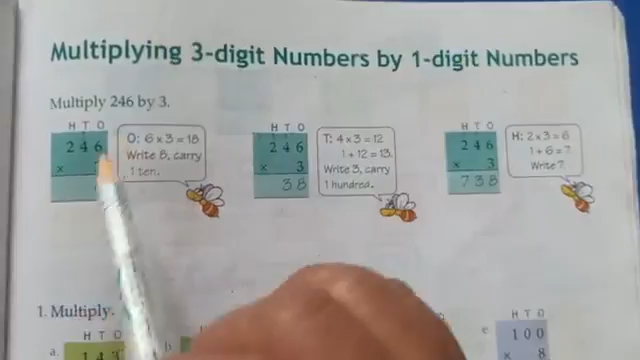 Multiplying 3-digit Numbers by 1-digit Numbers
Multiply 246 by 3.
H T O
2 4 6
×
O: 6 × 3 = 18
Write 8, carry
1 ten.
H T O
2 4 6
× 3
3 8
T: 4 × 3 = 12
1 + 12 = 13.
Write 3, carry
1 hundred.
H T O
2 4 6
× 3
7 3 8
H: 2 × 3 = 6
1 + 6 = 7
Write 7.
1. Multiply.
a.
H T O
1 4 3
b
e
H T O
1 0 0
× 8